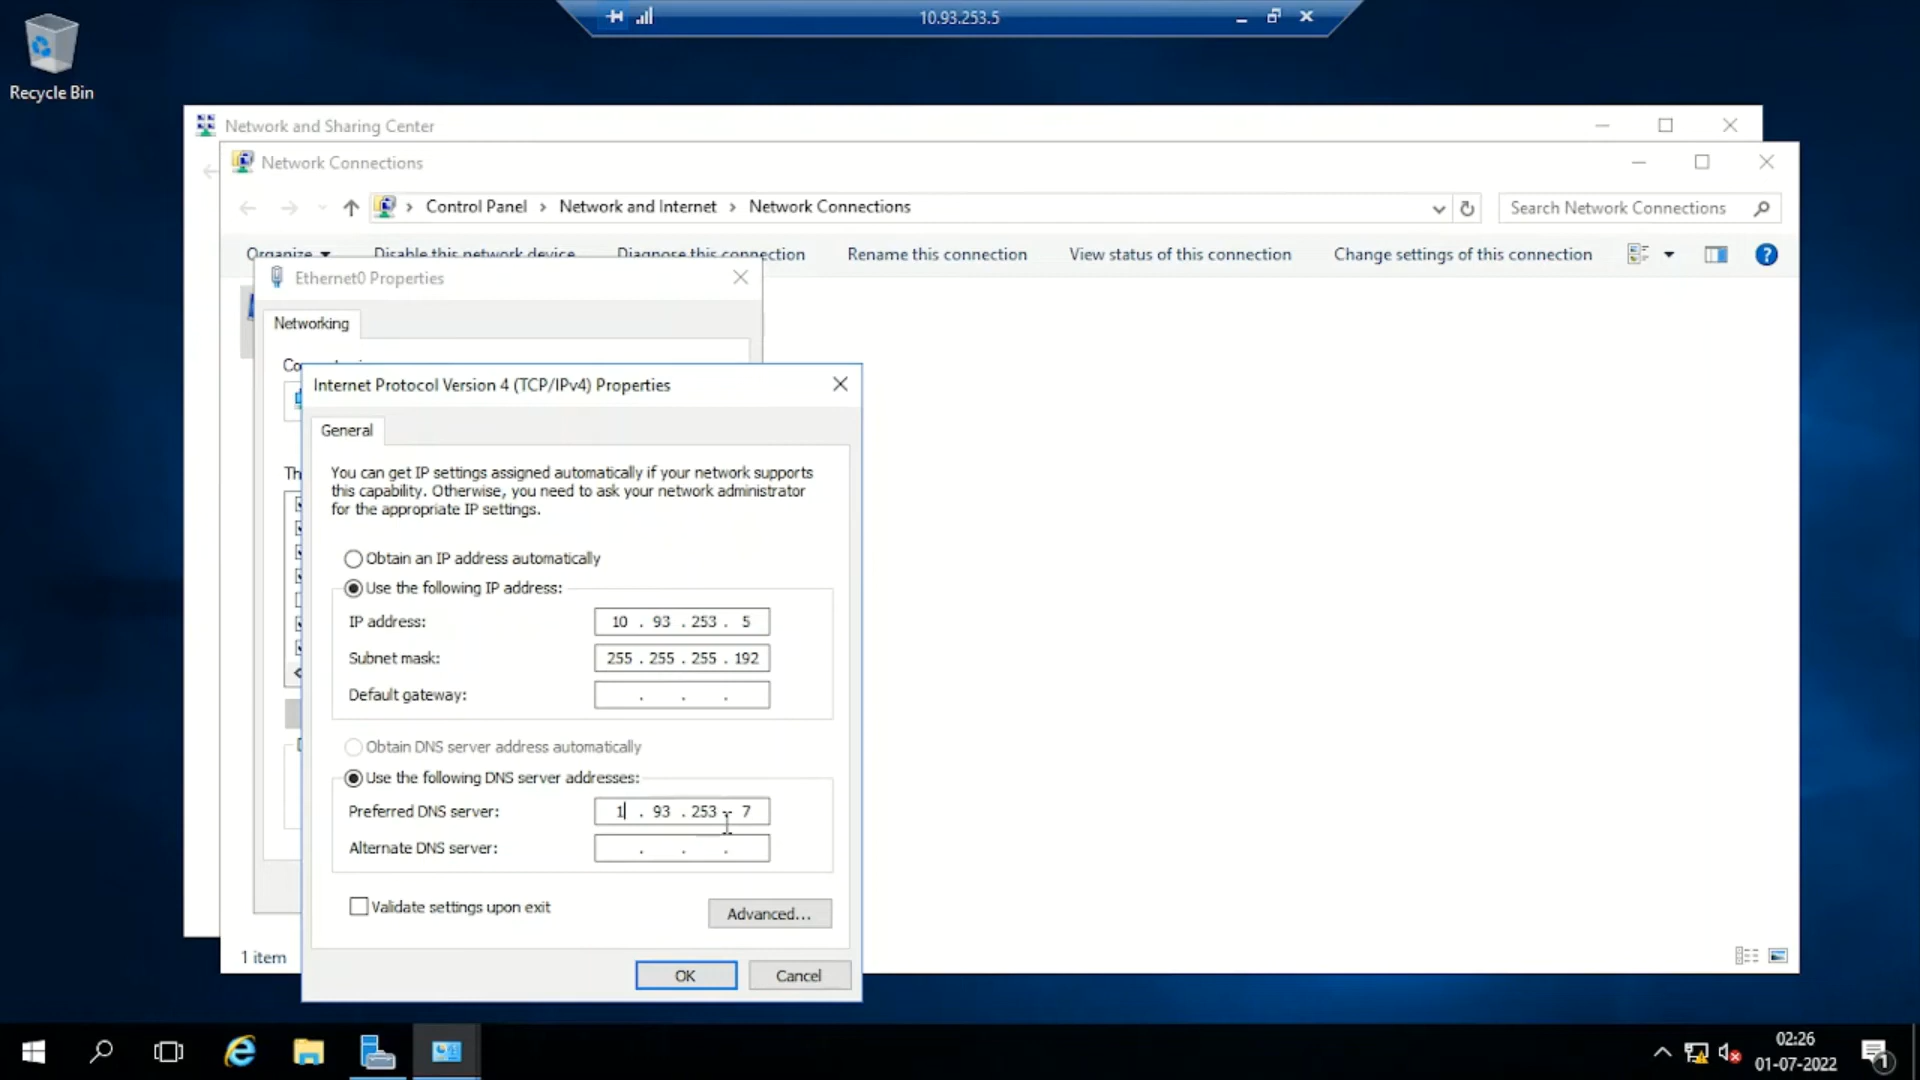 10.93.253.5
Recycle Bin
Network and Sharing Center
Network Connections
Control Panel > Network and Internet > Network Connections
Search Network Connections
Organize
Disable this network device
Diagnose this connection
Rename this connection
View status of this connection
Change settings of this connection
Ethernet0 Properties
Networking
Internet Protocol Version 4 (TCP/IPv4) Properties
General
You can get IP settings assigned automatically if your network supports
this capability. Otherwise, you need to ask your network administrator
for the appropriate IP settings.
Obtain an IP address automatically
Use the following IP address:
IP address: 10 . 93 . 253 . 5
Subnet mask: 255 . 255 . 255 . 192
Default gateway: . . .
Obtain DNS server address automatically
Use the following DNS server addresses:
Preferred DNS server: 1 . 93 . 253 . 7
Alternate DNS server: . . .
Validate settings upon exit
Advanced...
OK
Cancel
1 item
02:26
01-07-2022
1